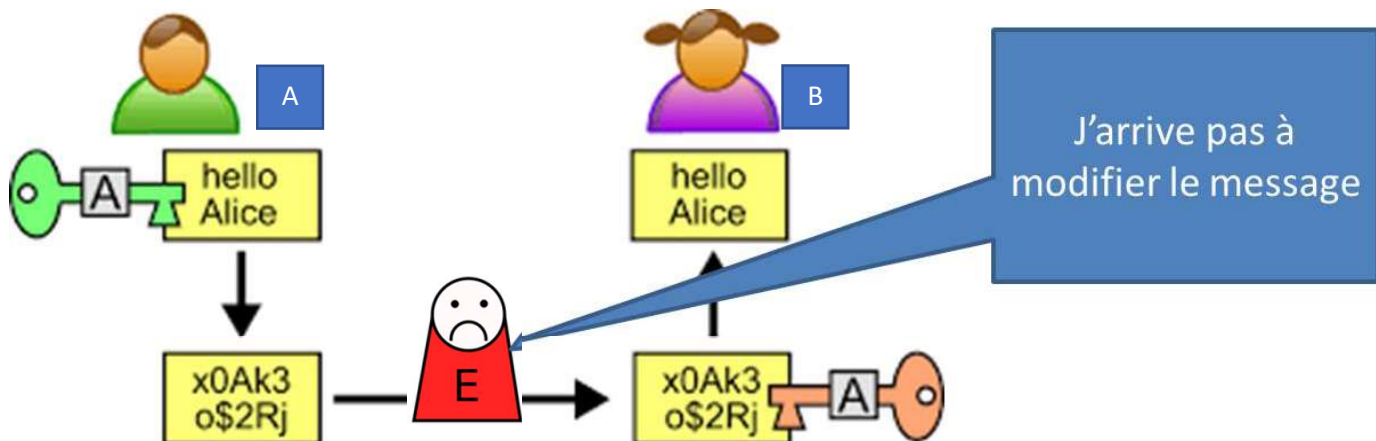 A
B
A
hello
Alice
hello
Alice
J'arrive pas à
modifier le message
x0Ak3
o$2Rj
E
x0Ak3
o$2Rj
A